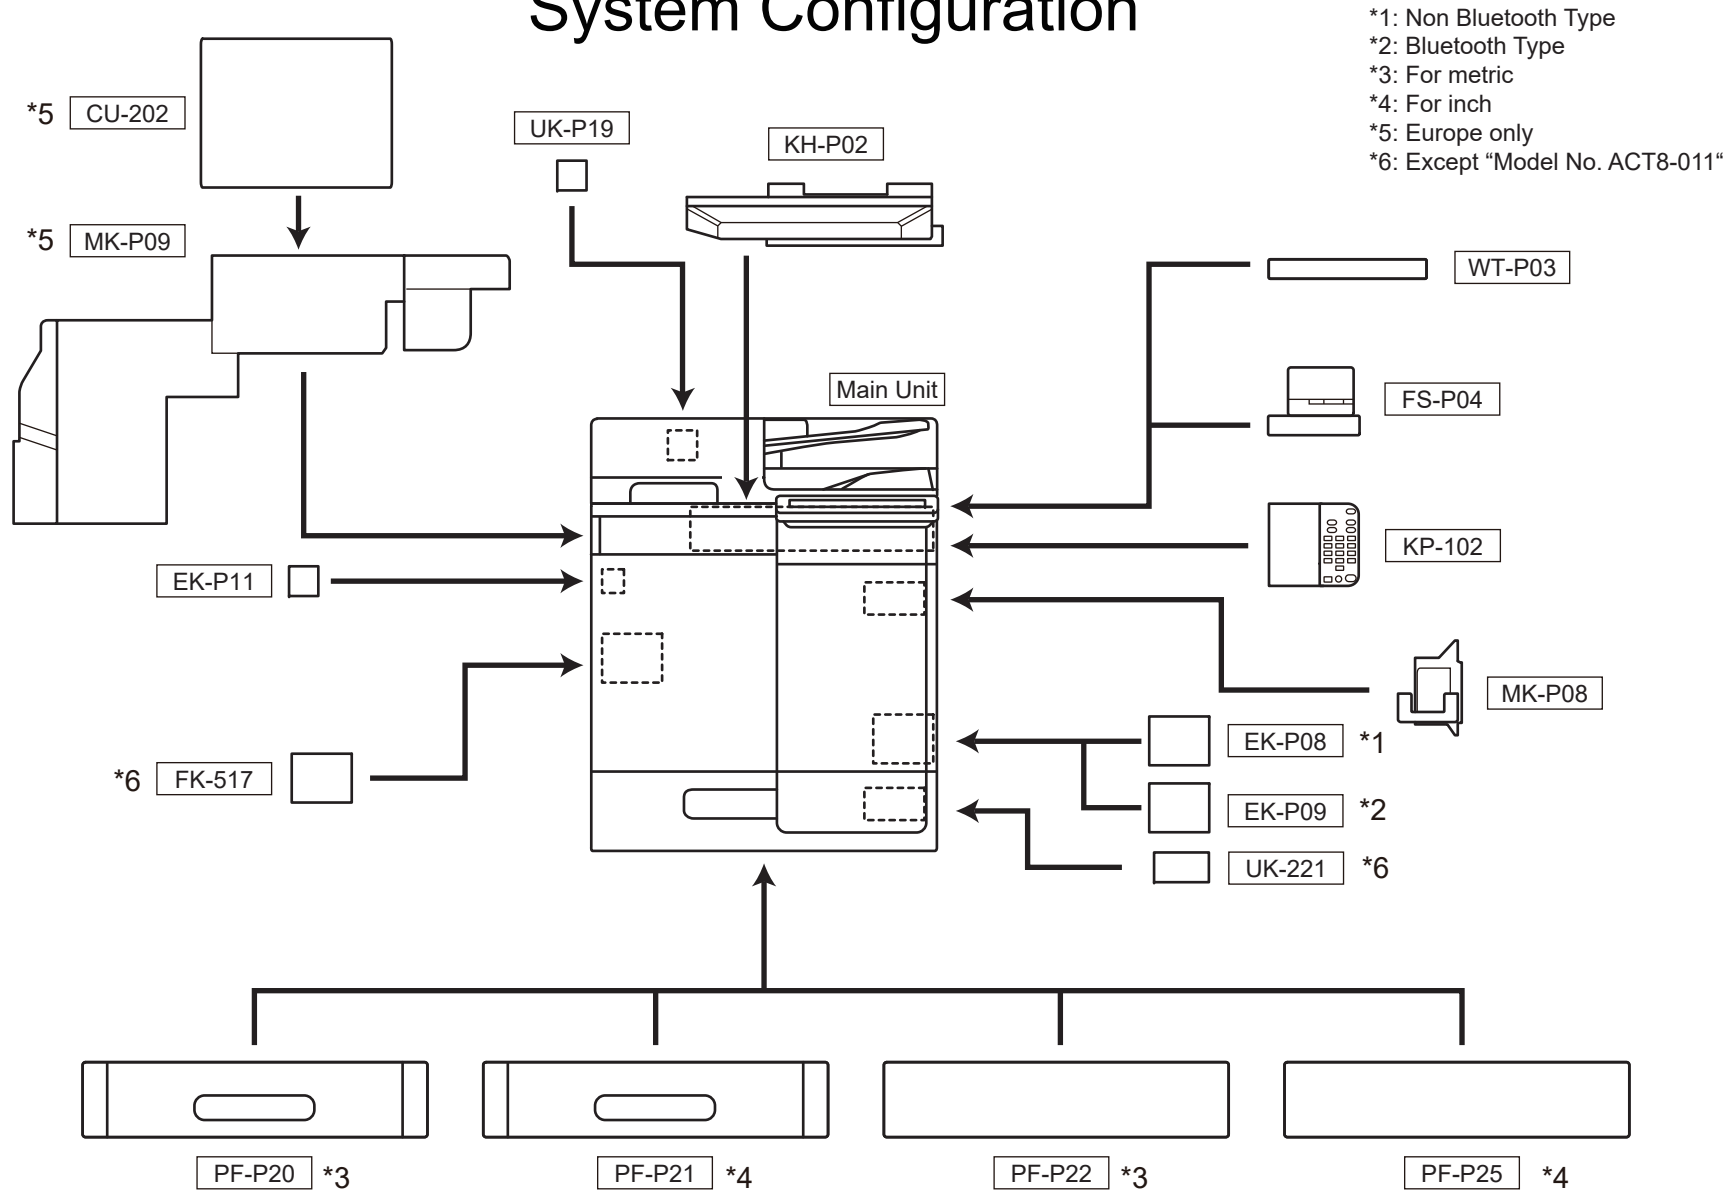 System Configuration
*1: Non Bluetooth Type
*2: Bluetooth Type
*3: For metric
*4: For inch
*5: Europe only
*6: Except “Model No. ACT8-011“
*5 CU-202
UK-P19
KH-P02
*5 MK-P09
WT-P03
Main Unit
FS-P04
KP-102
EK-P11
MK-P08
EK-P08 *1
*6 FK-517
EK-P09 *2
UK-221 *6
PF-P20 *3
PF-P21 *4
PF-P22 *3
PF-P25 *4